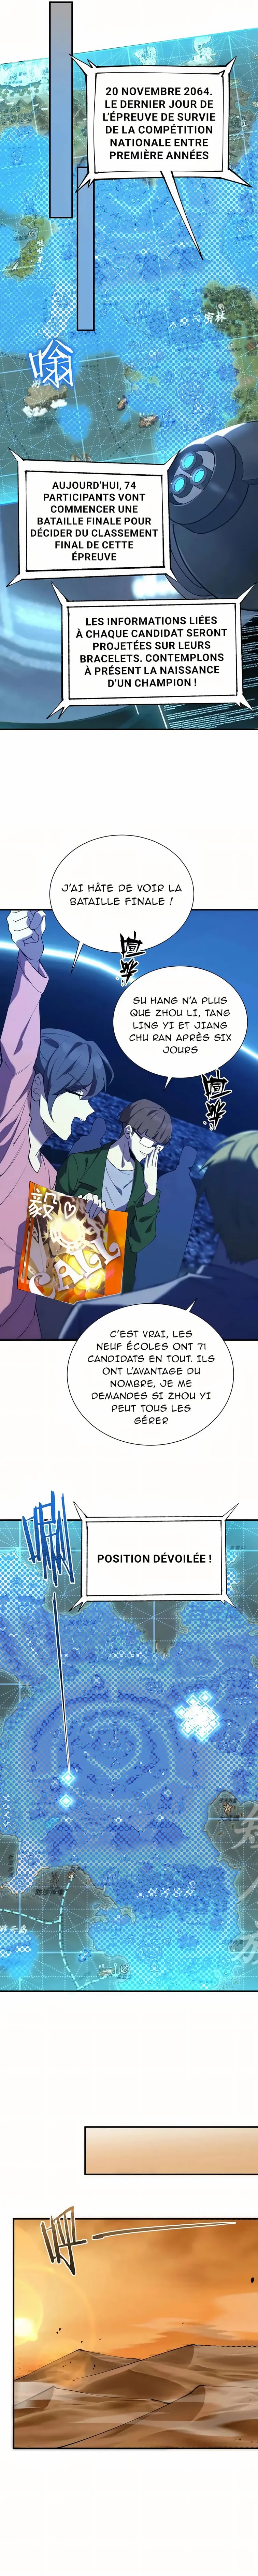 20 NOVEMBRE 2064.
LE DERNIER JOUR DE
L'ÉPREUVE DE SURVIE
DE LA COMPÉTITION
NATIONALE ENTRE
PREMIÈRE ANNÉES
AUJOURD'HUI, 74
PARTICIPANTS VONT
COMMENCER UNE
BATAILLE FINALE POUR
DÉCIDER DU CLASSEMENT
FINAL DE CETTE
ÉPREUVE
LES INFORMATIONS LIÉES
À CHAQUE CANDIDAT SERONT
PROJETÉES SUR LEURS
BRACELETS. CONTEMPLONS
À PRÉSENT LA NAISSANCE
D'UN CHAMPION !
J'AI HÂTE DE VOIR LA
BATAILLE FINALE !
SU HANG N'A PLUS
QUE ZHOU LI, TANG
LING YI ET JIANG
CHU RAN APRÈS SIX
JOURS
毅
C'EST VRAI, LES
NEUF ÉCOLES ONT 71
CANDIDATS EN TOUT. ILS
ONT L'AVANTAGE DU
NOMBRE, JE ME
DEMANDES SI ZHOU YI
PEUT TOUS LES
GÉRER
POSITION DÉVOILÉE !